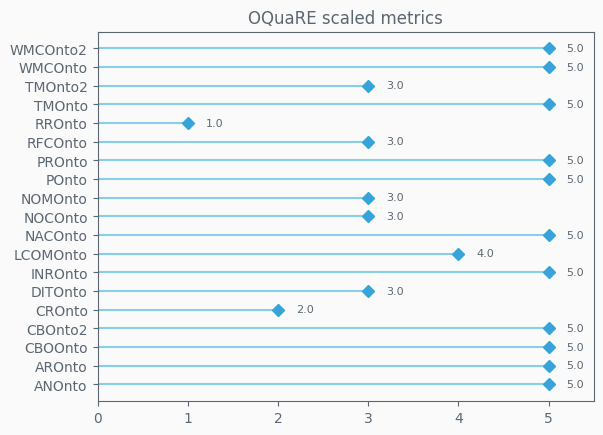 OQuaRE scaled metrics
WMCOnto2 5.0
WMCOnto 5.0
TMOnto2 3.0
TMOnto 5.0
RROnto 1.0
RFCOnto 3.0
PROnto 5.0
POnto 5.0
NOMOnto 3.0
NOCOnto 3.0
NACOnto 5.0
LCOMOnto 4.0
INROnto 5.0
DITOnto 3.0
CROnto 2.0
CBOnto2 5.0
CBOOnto 5.0
AROnto 5.0
ANOnto 5.0
0 1 2 3 4 5